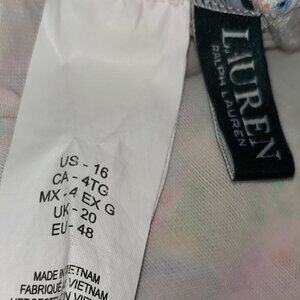 LAUREN
RALPH LAUREN
US - 16
CA - 4TG
MX - 4 EX G
UK - 20
EU - 48
MADE IN VIETNAM
FABRIQUÉ AU VIETNAM
VIETNAM